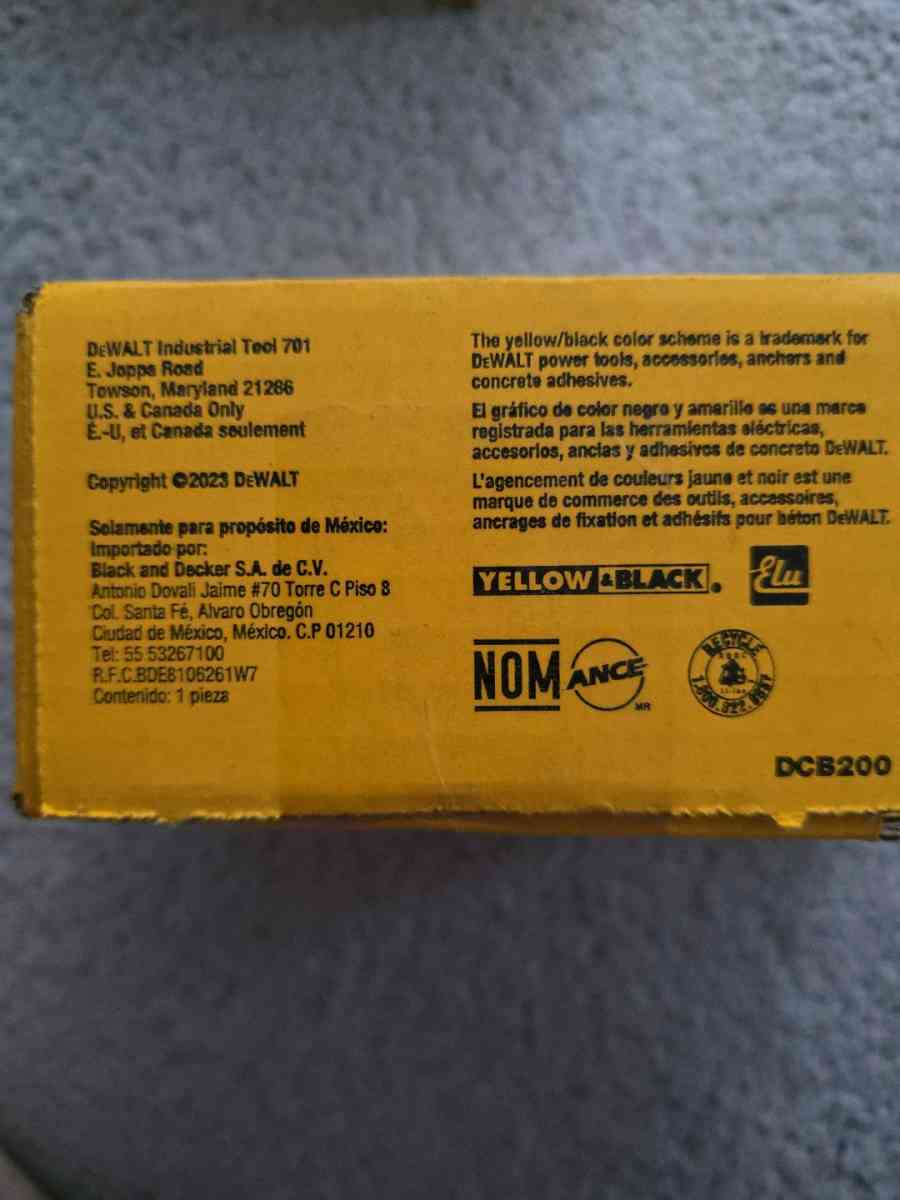 DEWALT Industrial Tool 701
E. Joppa Road
Towson, Maryland 21286
U.S. & Canada Only
É.-U, et Canada seulement
Copyright ©2023 DEWALT
Solamente para propósito de México:
Importado por:
Black and Decker S.A. de C.V.
Antonio Dovali Jaime #70 Torre C Piso 8
Col. Santa Fé, Alvaro Obregón
Ciudad de México, México. C.P 01210
Tel: 55 53267100
R.F.C.BDE8106261W7
Contenido: 1 pieza
The yellow/black color scheme is a trademark for
DEWALT power tools, accessories, anchors and
concrete adhesives.
El gráfico de color negro y amarillo es una marca
registrada para las herramientas eléctricas,
accesorios, anclas y adhesivos de concreto DEWALT.
L'agencement de couleurs jaune et noir est une
marque de commerce des outils, accessoires,
ancrages de fixation et adhésifs pour béton DEWALT.
YELLOW & BLACK.
Elu
NOM ANCE MR
RECYCLE
DCB200